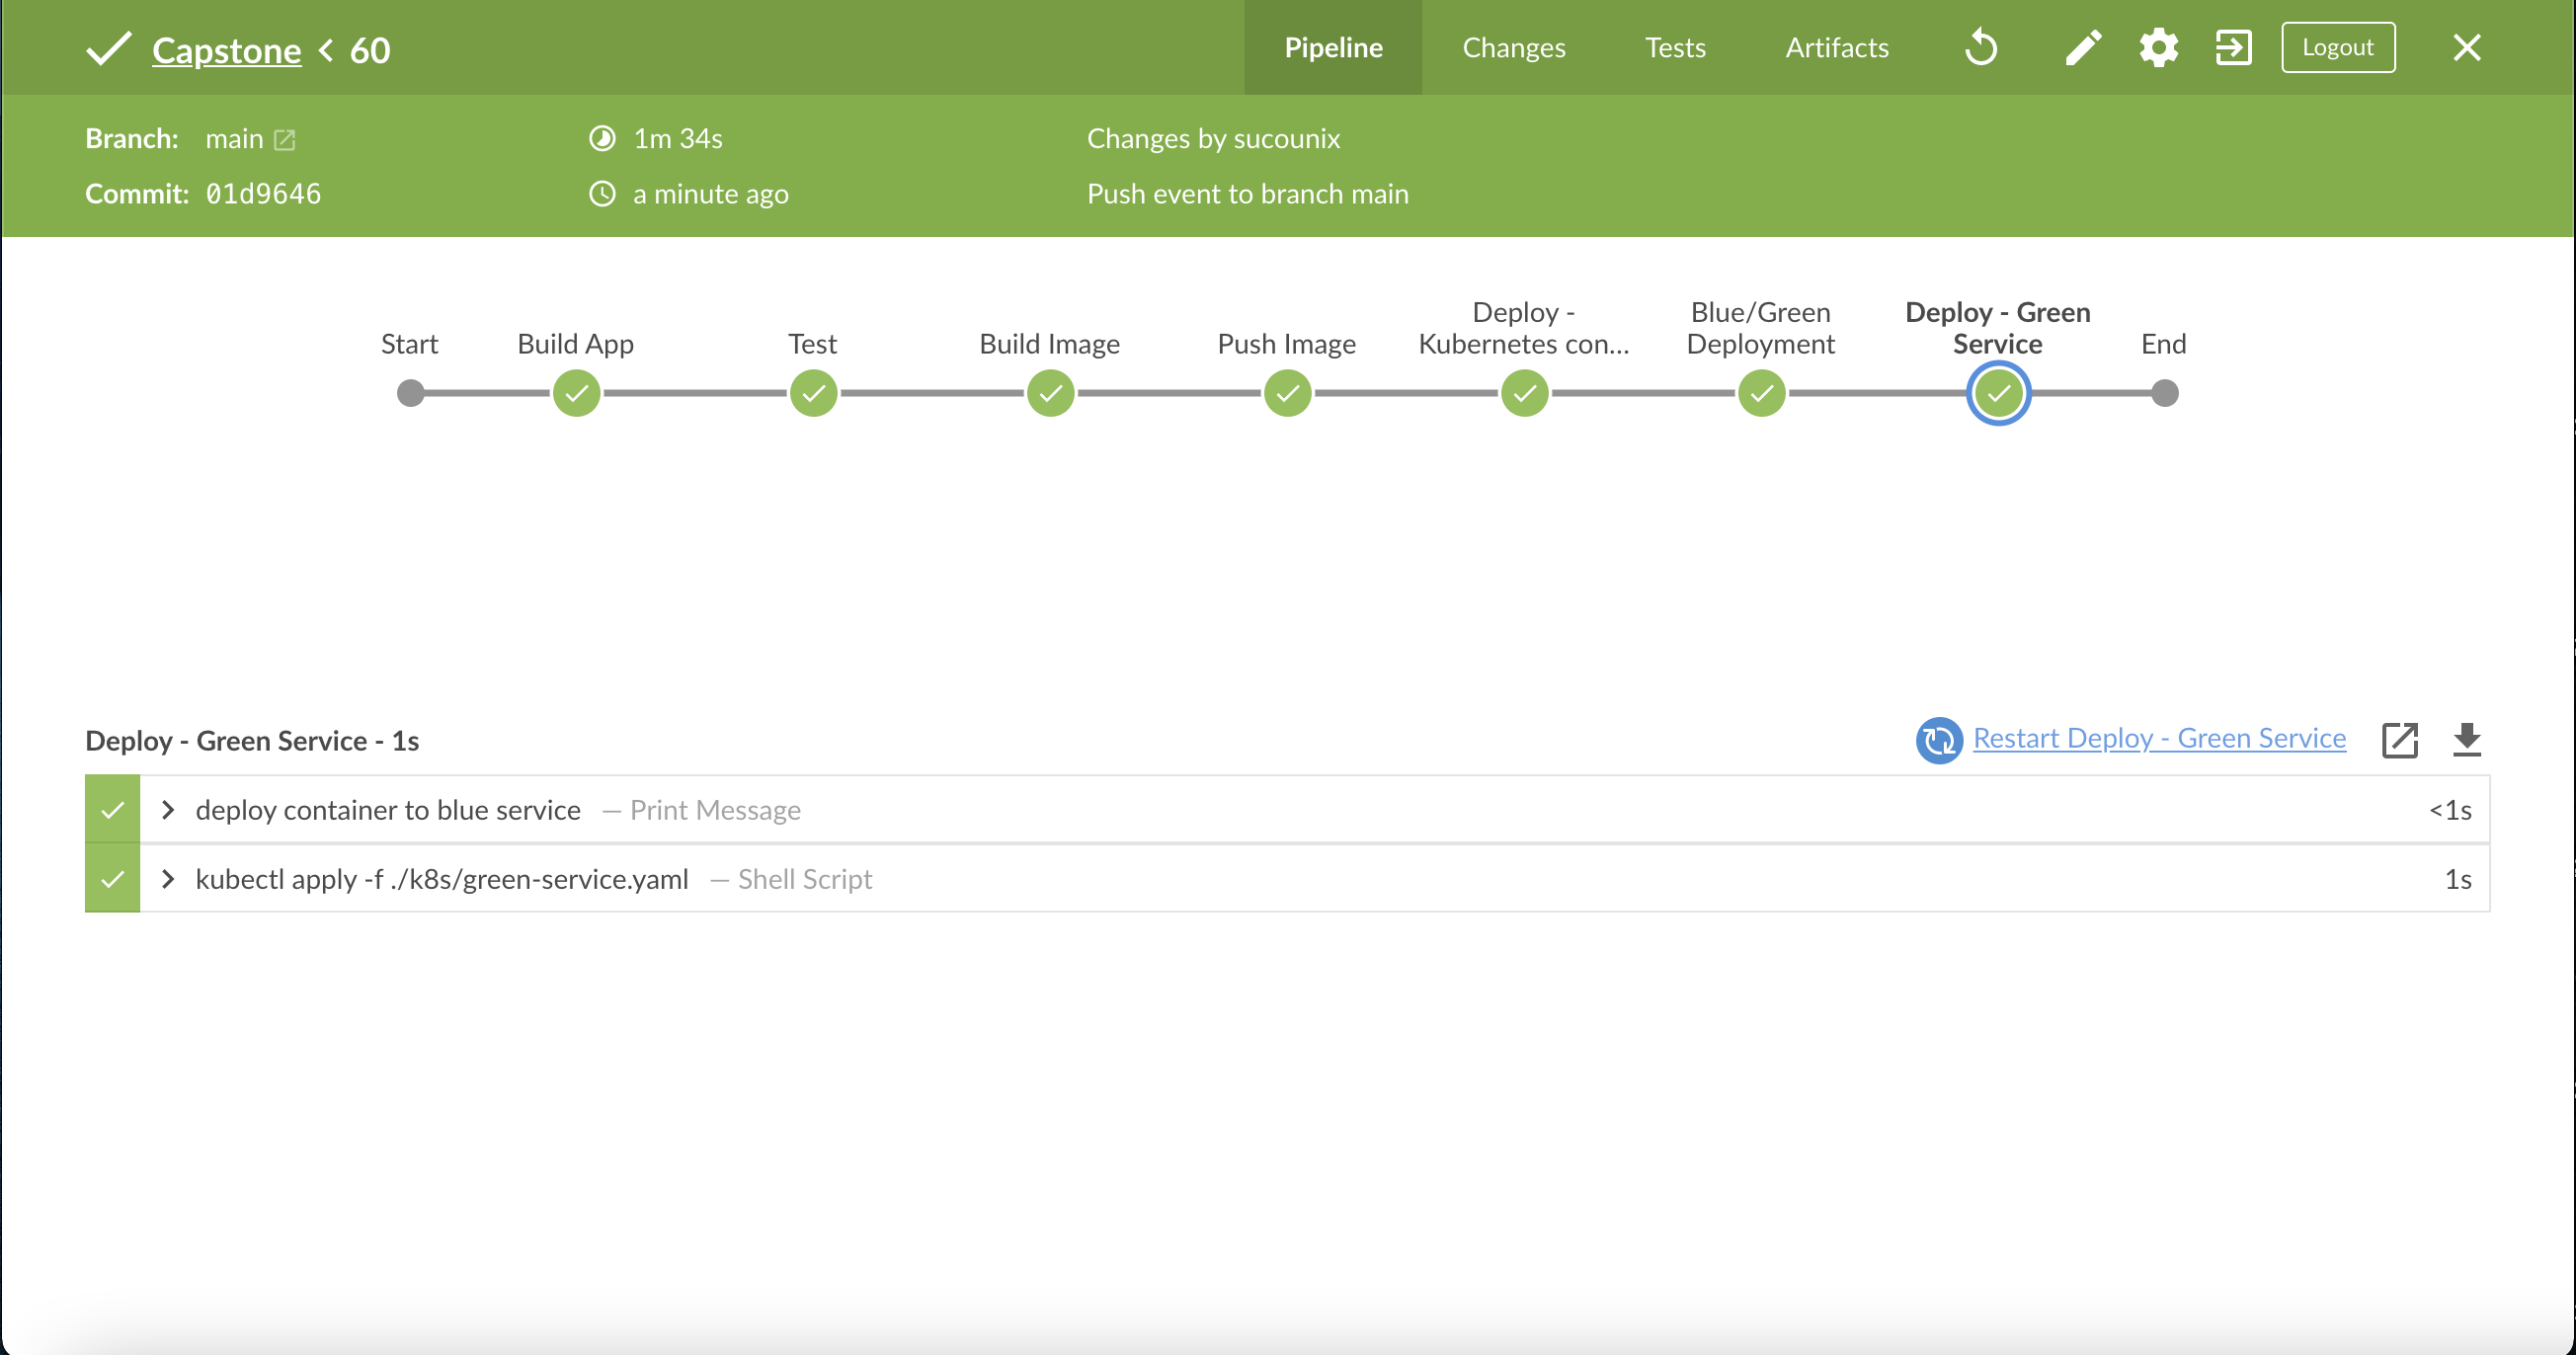 Capstone < 60
Pipeline
Changes
Tests
Artifacts
Logout
Branch: main
1m 34s
Changes by sucounix
Commit: 01d9646
a minute ago
Push event to branch main
Start
Build App
Test
Build Image
Push Image
Deploy -
Kubernetes con...
Blue/Green
Deployment
Deploy - Green
Service
End
Deploy - Green Service - 1s
Restart Deploy - Green Service
deploy container to blue service — Print Message
<1s
kubectl apply -f ./k8s/green-service.yaml — Shell Script
1s